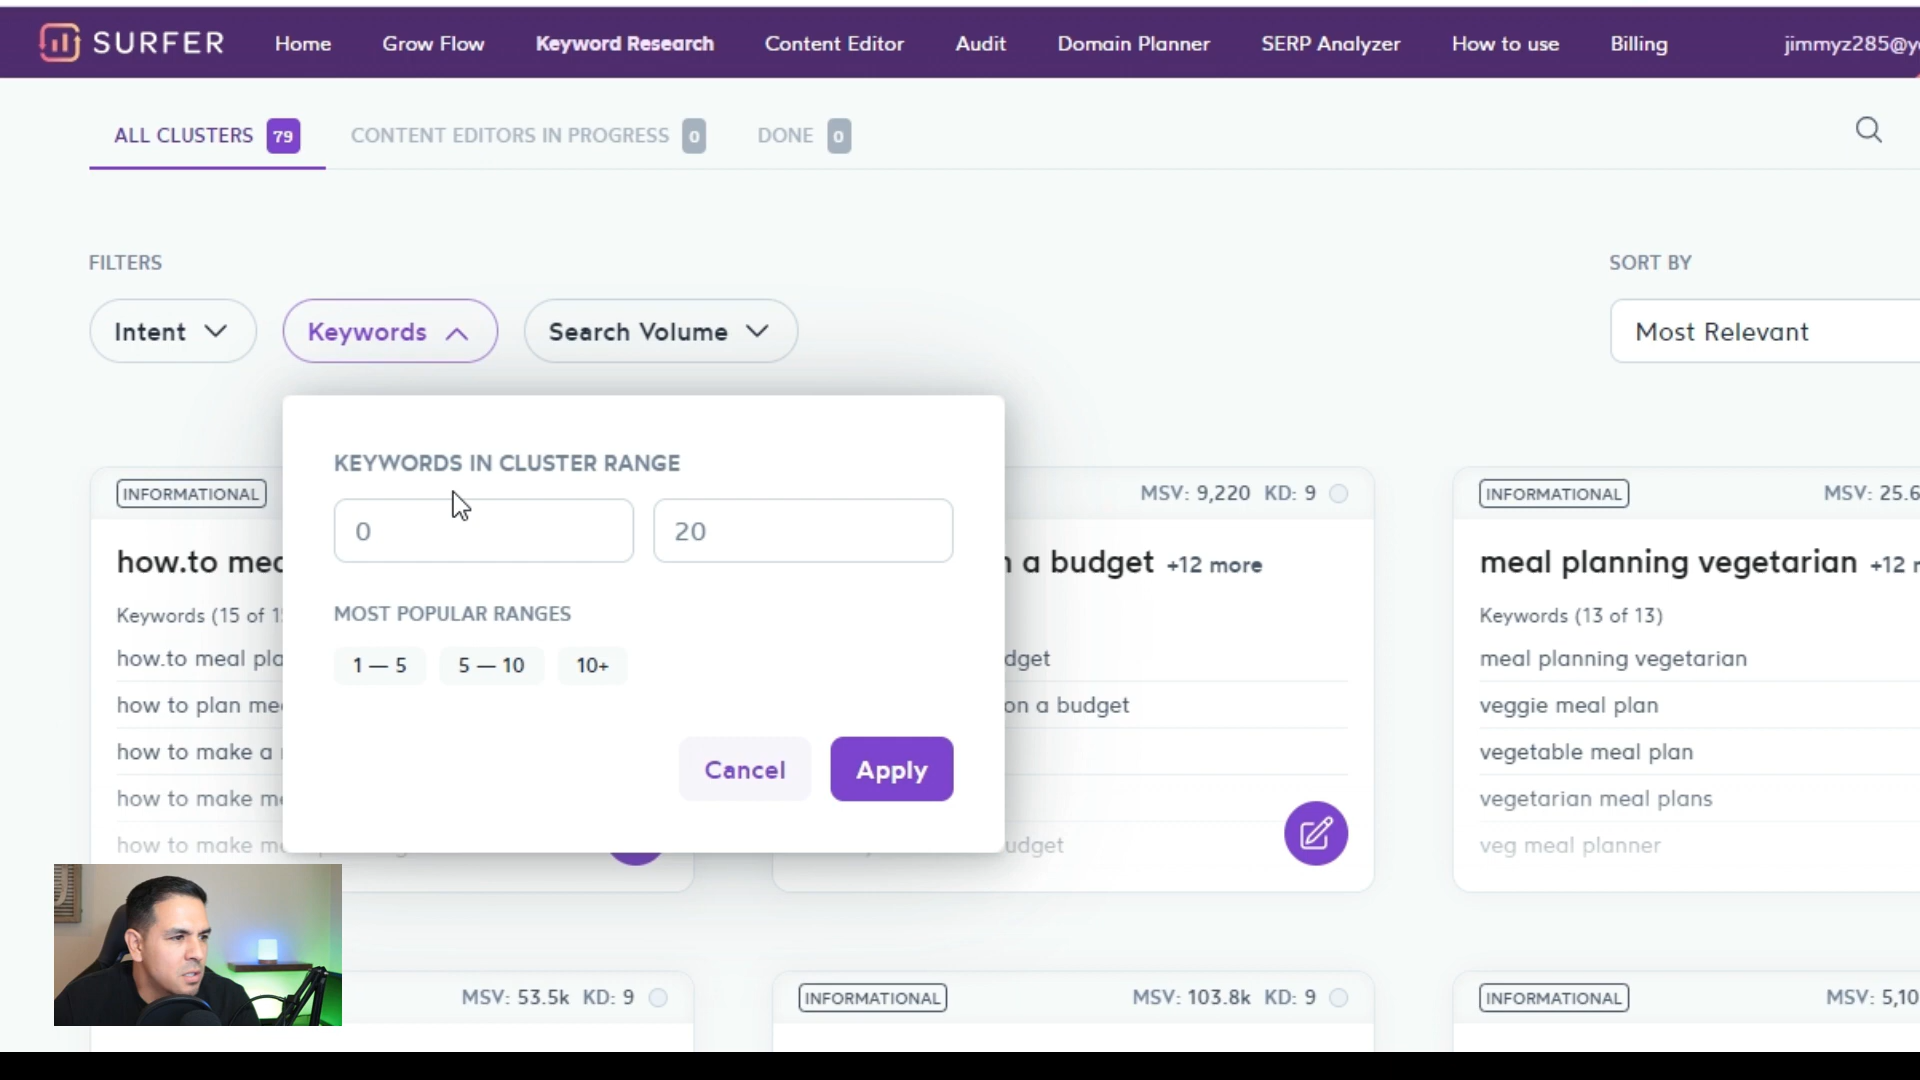 SURFER Home Grow Flow Keyword Research Content Editor Audit Domain Planner SERP Analyzer How to use Billing jimmyz285@y
ALL CLUSTERS 79 CONTENT EDITORS IN PROGRESS 0 DONE 0
FILTERS SORT BY
Intent Keywords Search Volume Most Relevant
KEYWORDS IN CLUSTER RANGE
0 20
MOST POPULAR RANGES
1 — 5 5 — 10 10+
Cancel Apply
INFORMATIONAL
how.to me
Keywords (15 of 1
how.to meal pla
how to plan me
how to make a
how to make m
how to make m
MSV: 9,220 KD: 9
a budget +12 more
dget
on a budget
udget
INFORMATIONAL MSV: 25.6
meal planning vegetarian +12
Keywords (13 of 13)
meal planning vegetarian
veggie meal plan
vegetable meal plan
vegetarian meal plans
veg meal planner
MSV: 53.5k KD: 9
INFORMATIONAL MSV: 103.8k KD: 9
INFORMATIONAL MSV: 5,10